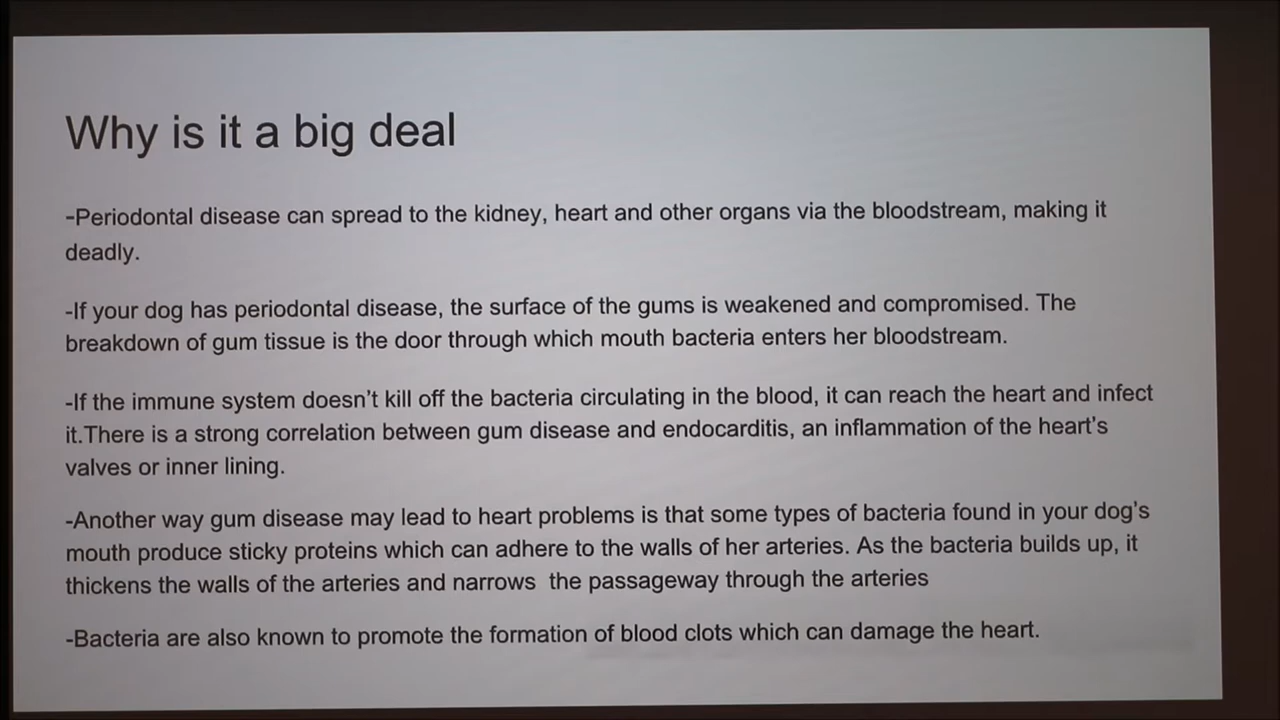 Why is it a big deal
-Periodontal disease can spread to the kidney, heart and other organs via the bloodstream, making it
deadly.
-If your dog has periodontal disease, the surface of the gums is weakened and compromised. The
breakdown of gum tissue is the door through which mouth bacteria enters her bloodstream.
-If the immune system doesn’t kill off the bacteria circulating in the blood, it can reach the heart and infect
it.There is a strong correlation between gum disease and endocarditis, an inflammation of the heart’s
valves or inner lining.
-Another way gum disease may lead to heart problems is that some types of bacteria found in your dog’s
mouth produce sticky proteins which can adhere to the walls of her arteries. As the bacteria builds up, it
thickens the walls of the arteries and narrows  the passageway through the arteries
-Bacteria are also known to promote the formation of blood clots which can damage the heart.